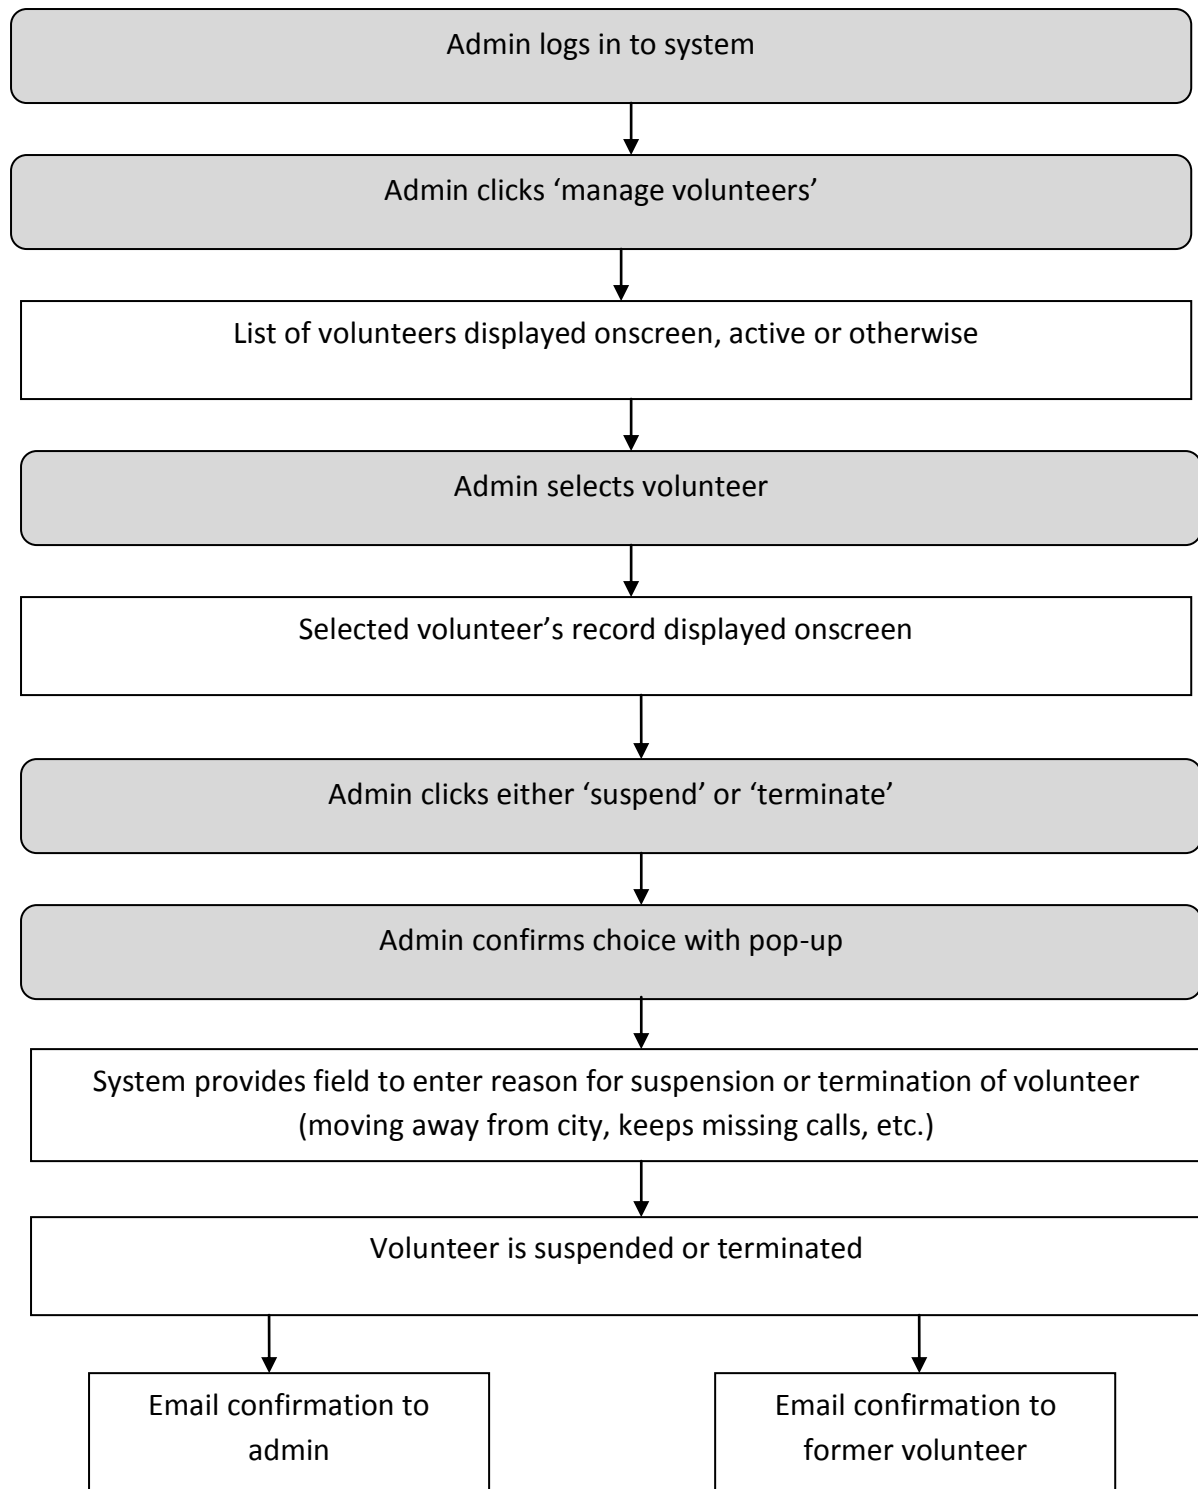 Admin logs in to system
Admin clicks ‘manage volunteers’
List of volunteers displayed onscreen, active or otherwise
Admin selects volunteer
Selected volunteer’s record displayed onscreen
Admin clicks either ‘suspend’ or ‘terminate’
Admin confirms choice with pop-up
System provides field to enter reason for suspension or termination of volunteer
(moving away from city, keeps missing calls, etc.)
Volunteer is suspended or terminated
Email confirmation to
admin
Email confirmation to
former volunteer